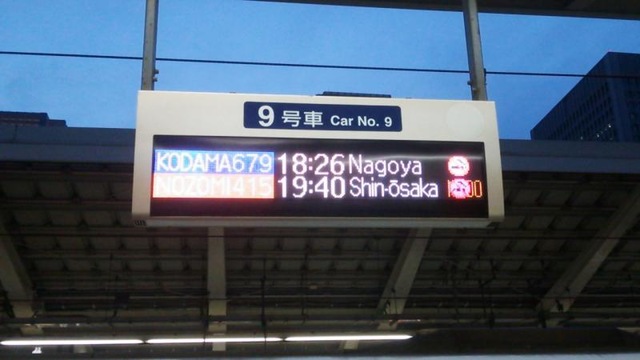 9号車 Car No. 9
KODAMA679 18:26 Nagoya
NOZOMI415 19:40 Shin-ōsaka